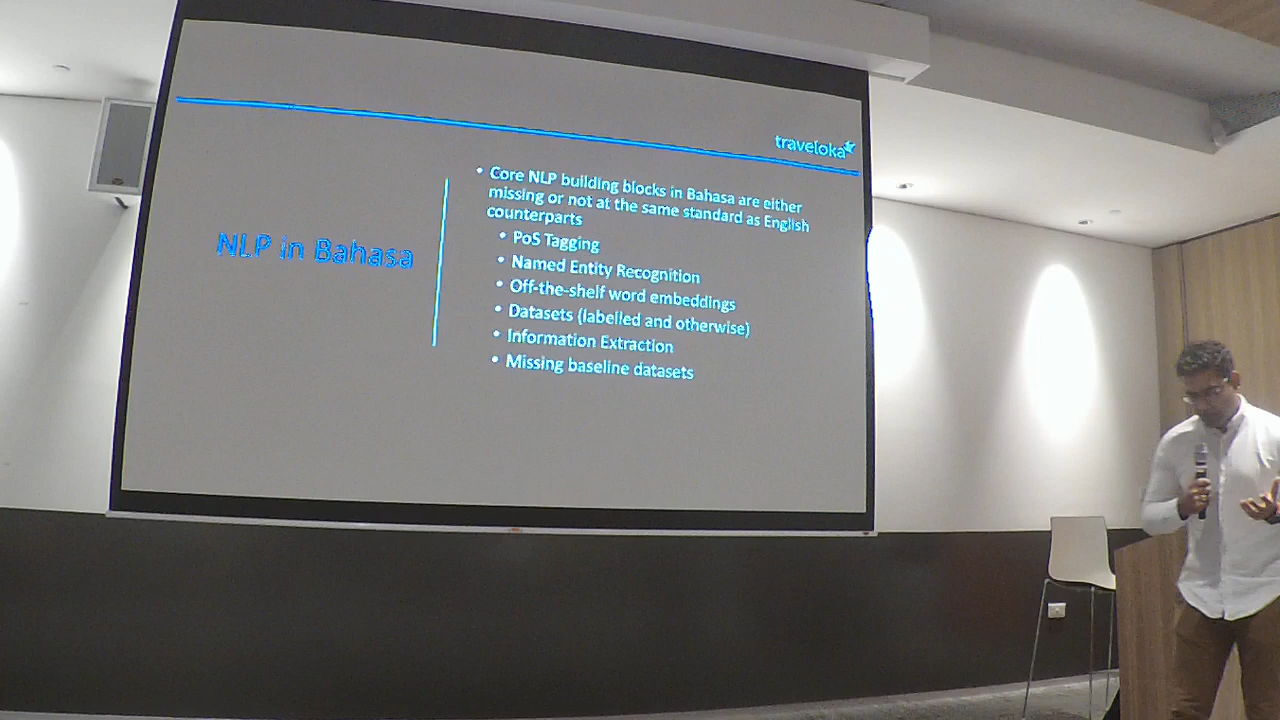 traveloka
NLP in Bahasa
• Core NLP building blocks in Bahasa are either
missing or not at the same standard as English
counterparts
• PoS Tagging
• Named Entity Recognition
• Off-the-shelf word embeddings
• Datasets (labelled and otherwise)
• Information Extraction
• Missing baseline datasets